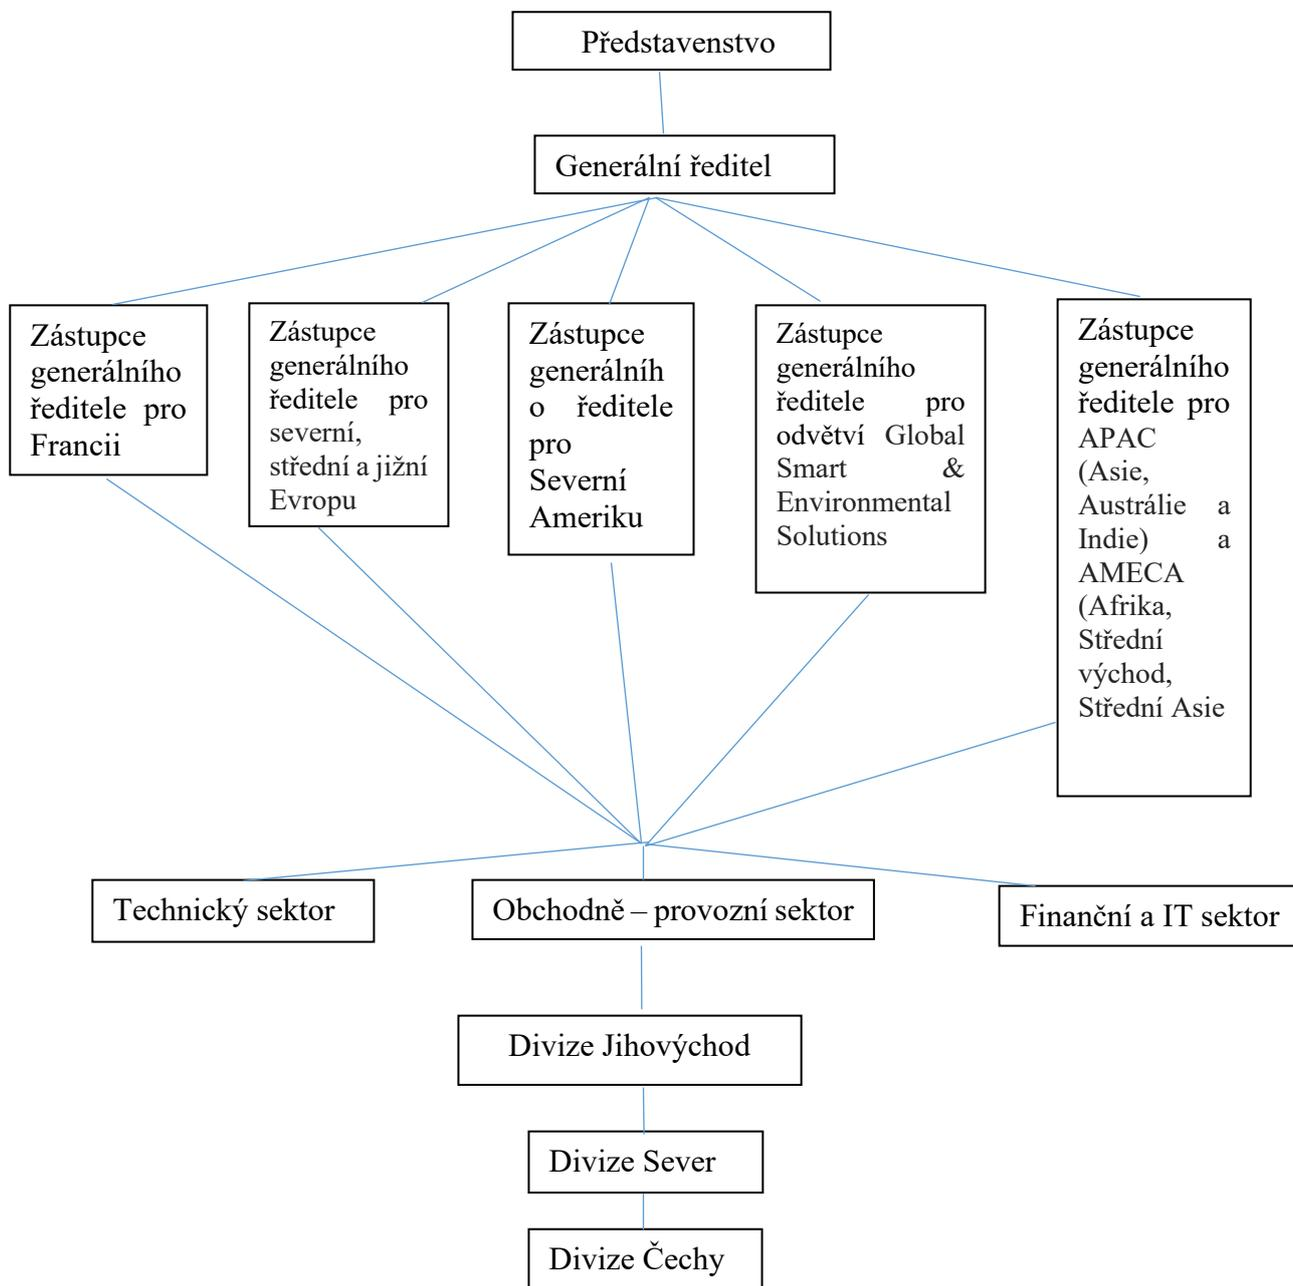 Představenstvo
Generální ředitel
Zástupce
generálního
ředitele pro
Francii
Zástupce
generálního
ředitele pro
severní,
střední a jižní
Evropu
Zástupce
generálníh
o ředitele
pro
Severní
Ameriku
Zástupce
generálního
ředitele pro
odvětví Global
Smart &
Environmental
Solutions
Zástupce
generálního
ředitele pro
APAC
(Asie,
Austrálie a
Indie) a
AMECA
(Afrika,
Střední
východ,
Střední Asie
Technický sektor
Obchodně – provozní sektor
Finanční a IT sektor
Divize Jihovýchod
Divize Sever
Divize Čechy